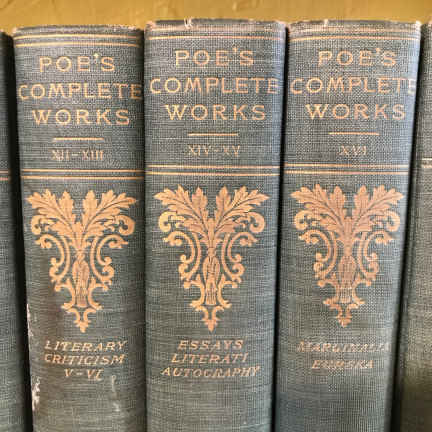 POE'S
COMPLETE
WORKS
XII-XIII
LITERARY
CRITICISM
V-VI
POE'S
COMPLETE
WORKS
XIV-XV
ESSAYS
LITERATI
AUTOGRAPHY
POE'S
COMPLETE
WORKS
XVI
MARGINALIA
EUREKA